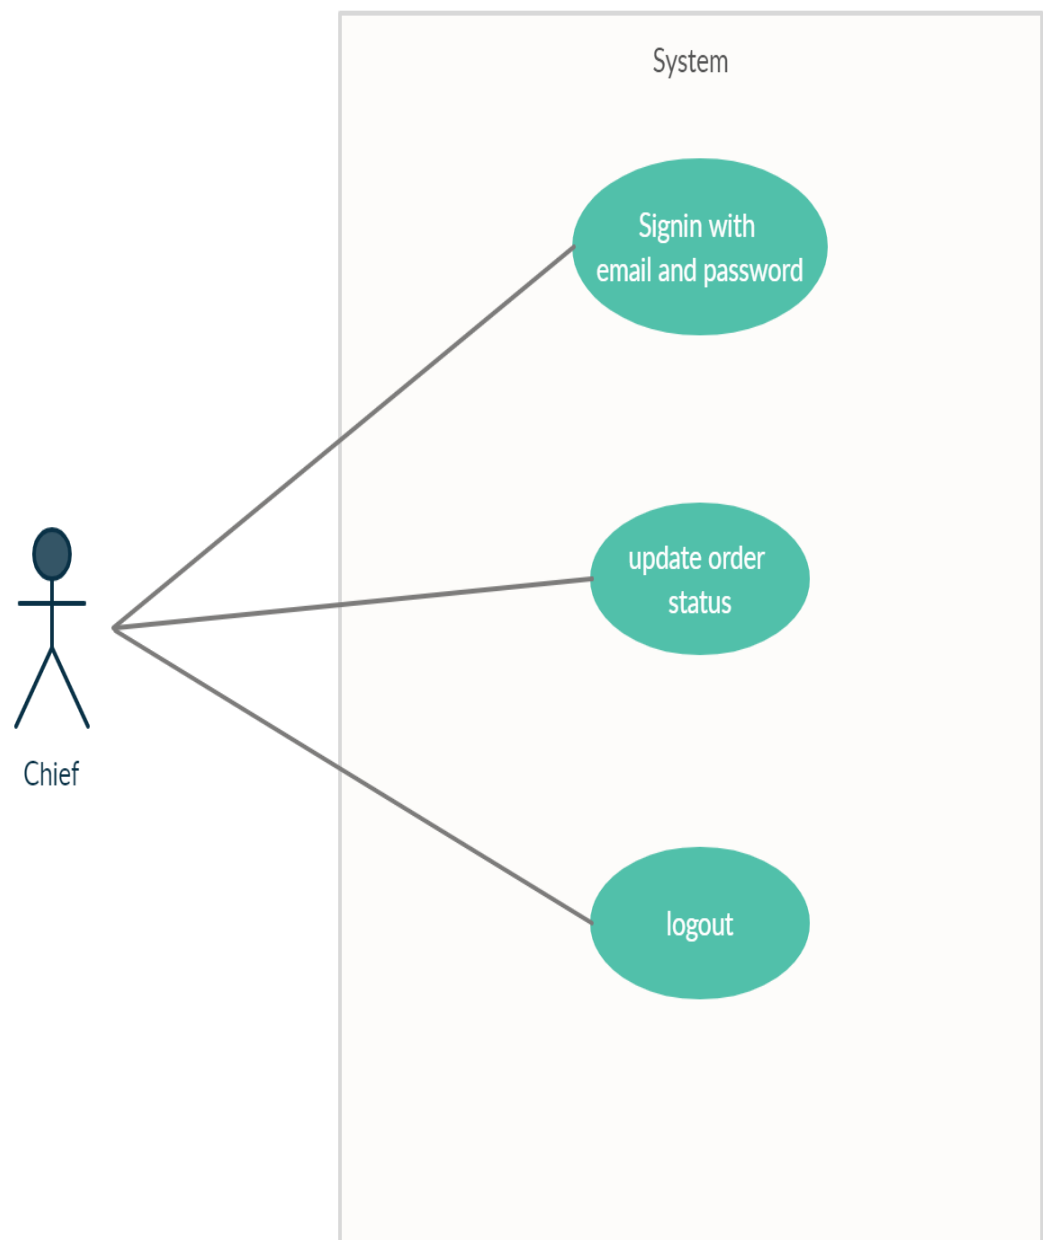 System
Signin with
email and password
update order
status
Chief
logout